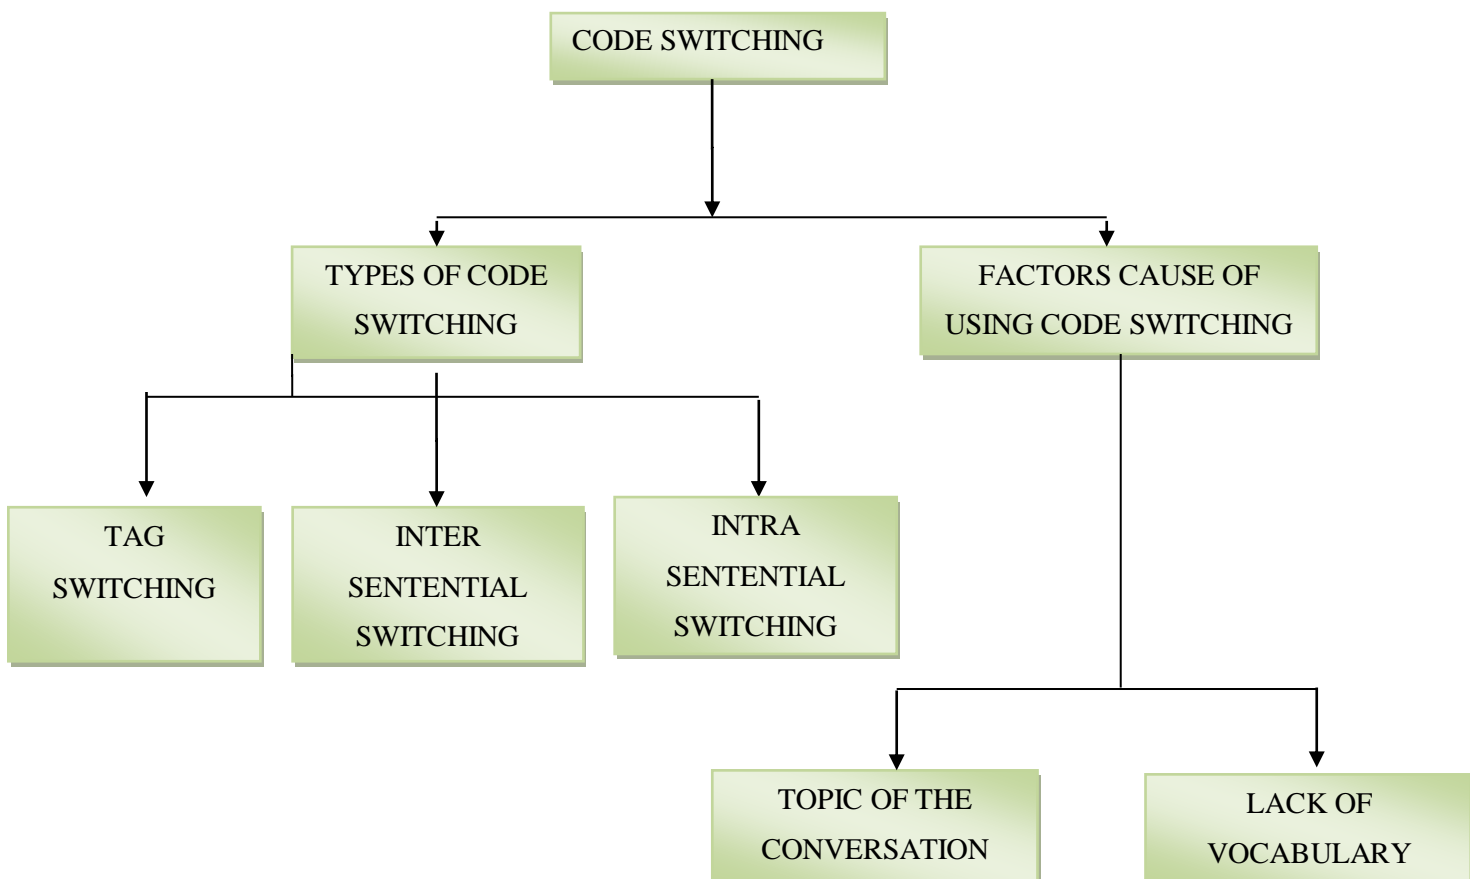 CODE SWITCHING
TYPES OF CODE
SWITCHING
FACTORS CAUSE OF
USING CODE SWITCHING
TAG
SWITCHING
INTER
SENTENTIAL
SWITCHING
INTRA
SENTENTIAL
SWITCHING
TOPIC OF THE
CONVERSATION
LACK OF
VOCABULARY